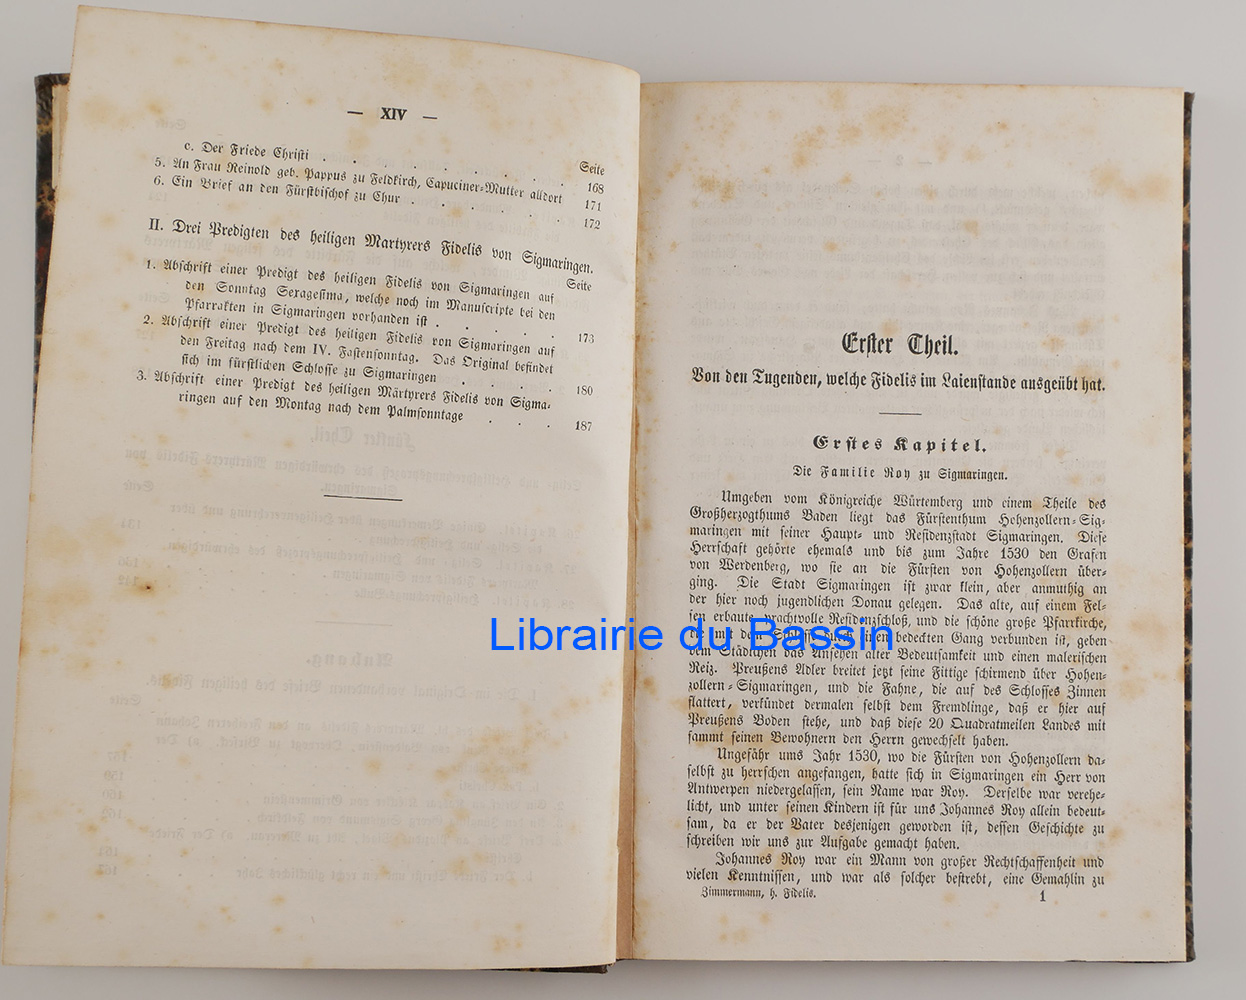 — XIV —
Seite
c. Der Friede Christi . . . . . . . . 168
5. An Frau Reinold geb. Pappus zu Feldkirch, Capuciner-Mutter alldort 171
6. Ein Brief an den Fürstbischof zu Chur . . . . . . 172
II. Drei Predigten des heiligen Martyrers Fidelis von Sigmaringen.
Seite
1. Abschrift einer Predigt des heiligen Fidelis von Sigmaringen auf
den Sonntag Sexagesima, welche noch im Manuscripte bei den
Pfarrakten in Sigmaringen vorhanden ist . . . . . 173
2. Abschrift einer Predigt des heiligen Fidelis von Sigmaringen auf
den Freitag nach dem IV. Fastensonntag. Das Original befindet
sich im fürstlichen Schlosse zu Sigmaringen . . . . 180
3. Abschrift einer Predigt des heiligen Märtyrers Fidelis von Sigma-
ringen auf den Montag nach dem Palmsonntage . . . 187
Erster Theil.
Von den Tugenden, welche Fidelis im Laienstande ausgeübt hat.
Erstes Kapitel.
Die Familie Roy zu Sigmaringen.
Umgeben vom Königreiche Würtemberg und einem Theile des
Großherzogthums Baden liegt das Fürstenthum Hohenzollern-Sig-
maringen mit seiner Haupt- und Residenzstadt Sigmaringen. Diese
Herrschaft gehörte ehemals und bis zum Jahre 1530 den Grafen
von Werdenberg, wo sie an die Fürsten von Hohenzollern über-
ging. Die Stadt Sigmaringen ist zwar klein, aber anmuthig an
der hier noch jugendlichen Donau gelegen. Das alte, auf einem Fel-
sen erbaute, prachtvolle Residenzschloß, und die schöne große Pfarrkirche,
die mit dem Schlosse durch einen bedeckten Gang verbunden ist, geben
dem Städtchen das Ansehen alter Bedeutsamkeit und einen malerischen
Reiz. Preußens Adler breitet jetzt seine Fittige schirmend über Hohen-
zollern-Sigmaringen, und die Fahne, die auf des Schlosses Zinnen
flattert, verkündet dermalen selbst dem Fremdlinge, daß er hier auf
Preußens Boden stehe, und daß diese 20 Quadratmeilen Landes mit
sammt seinen Bewohnern den Herrn gewechselt haben.
Ungefähr ums Jahr 1530, wo die Fürsten von Hohenzollern da-
selbst zu herrschen angefangen, hatte sich in Sigmaringen ein Herr von
Antwerpen niedergelassen, sein Name war Roy. Derselbe war verehe-
licht, und unter seinen Kindern ist für uns Johannes Roy allein bedeut-
sam, da er der Vater desjenigen geworden ist, dessen Geschichte zu
schreiben wir uns zur Aufgabe gemacht haben.
Johannes Roy war ein Mann von großer Rechtschaffenheit und
vielen Kenntnissen, und war als solcher bestrebt, eine Gemahlin zu
Zimmermann, h. Fidelis. 1
Librairie du Bassin